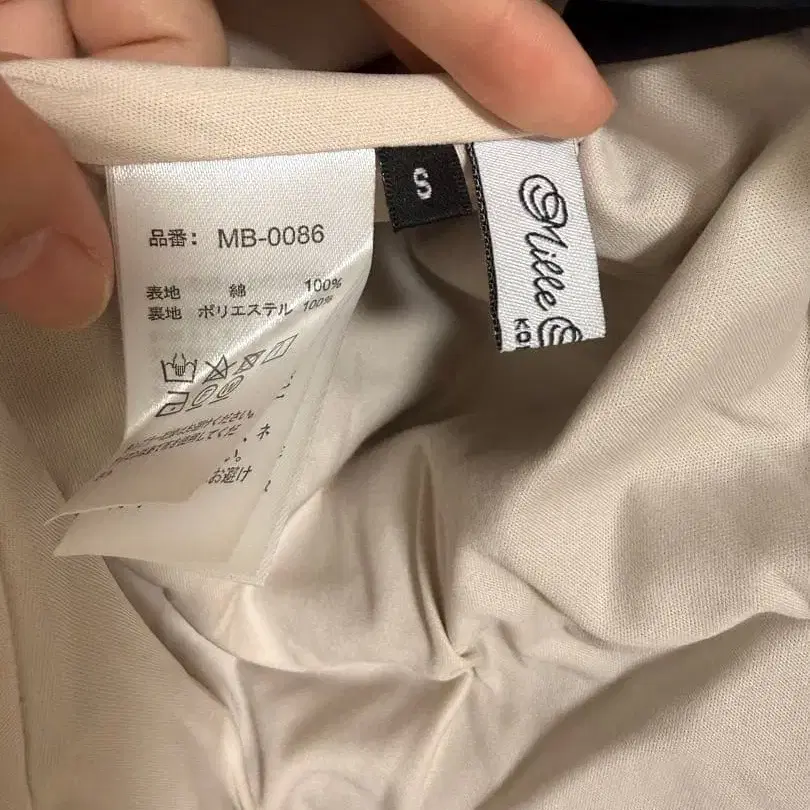 品番: MB-0086
表地 綿 100%
裏地 ポリエステル 100%
お避け
S
Mille
KO